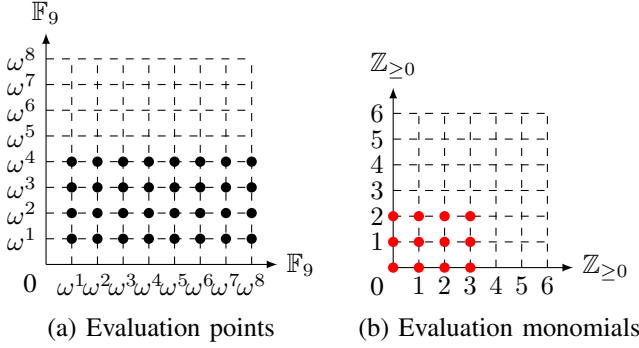 𝔽₉
ω⁸
ω⁷
ω⁶
ω⁵
ω⁴
ω³
ω²
ω¹
0
ω¹ω²ω³ω⁴ω⁵ω⁶ω⁷ω⁸
𝔽₉
(a) Evaluation points
ℤ≥0
6
5
4
3
2
1
0
1 2 3 4 5 6
ℤ≥0
(b) Evaluation monomials